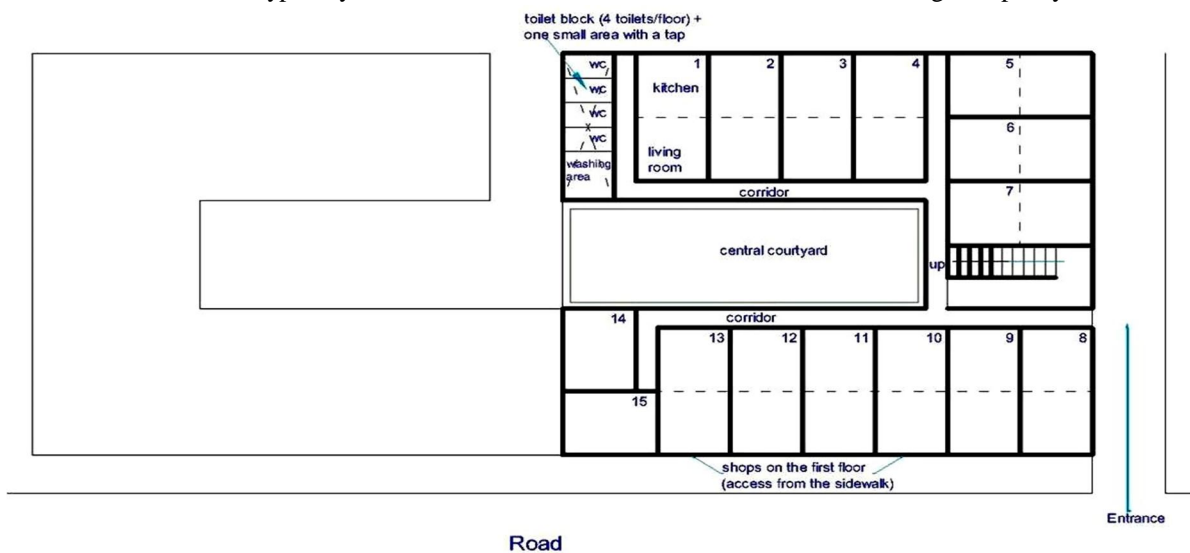 toilet block (4 toilets/floor) +
one small area with a tap
wc
wc
wc
wc
washing
area
1
kitchen
living
room
2
3
4
5
6
7
corridor
central courtyard
up
corridor
14
13
12
11
10
9
8
15
shops on the first floor
(access from the sidewalk)
Entrance
Road